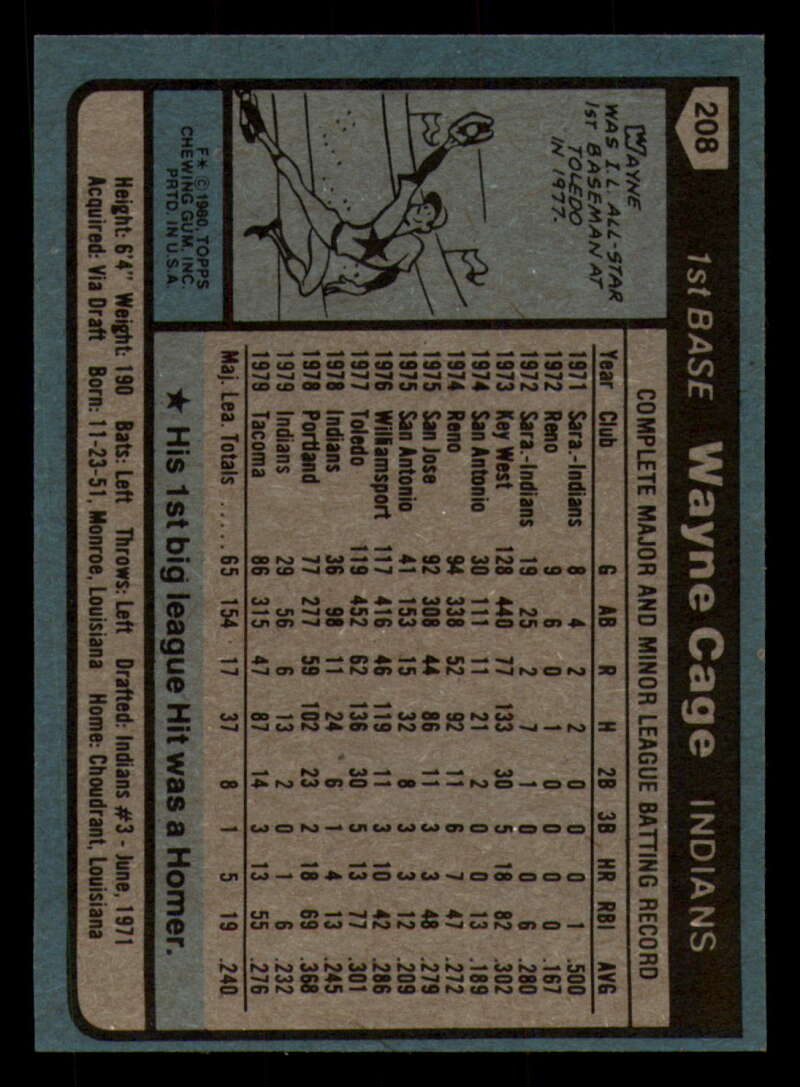 208
1st BASE Wayne Cage INDIANS
WAYNE
WAS I.L. ALL-STAR
1ST BASEMAN AT
TOLEDO
IN 1977.
F* © 1980, TOPPS
CHEWING GUM, INC.
PRTD. IN U.S.A.
COMPLETE MAJOR AND MINOR LEAGUE BATTING RECORD
Year Club G AB R H 2B 3B HR RBI AVG
1971 Sara.-Indians 8 4 2 2 0 0 0 1 .500
1972 Reno 9 6 0 1 0 0 0 0 .167
1972 Sara.-Indians 19 25 2 7 1 0 0 6 .280
1973 Key West 128 440 77 133 30 5 18 82 .302
1974 San Antonio 30 111 11 21 2 0 0 13 .189
1974 Reno 94 338 52 92 11 6 7 47 .272
1975 San Jose 92 308 44 86 11 3 3 48 .279
1975 San Antonio 41 153 15 32 8 3 3 12 .209
1976 Williamsport 117 416 46 119 11 3 10 42 .286
1977 Toledo 119 452 62 136 30 5 13 77 .301
1978 Indians 36 98 11 24 6 1 4 13 .245
1978 Portland 77 277 59 102 23 2 18 69 .368
1979 Indians 29 56 6 13 2 0 1 6 .232
1979 Tacoma 86 315 47 87 14 3 13 55 .276
Maj. Lea. Totals ..... 65 154 17 37 8 1 5 19 .240
★ His 1st big league Hit was a Homer.
Height: 6'4" Weight: 190 Bats: Left Throws: Left Drafted: Indians #3 - June, 1971
Acquired: Via Draft Born: 11-23-51, Monroe, Louisiana Home: Choudrant, Louisiana